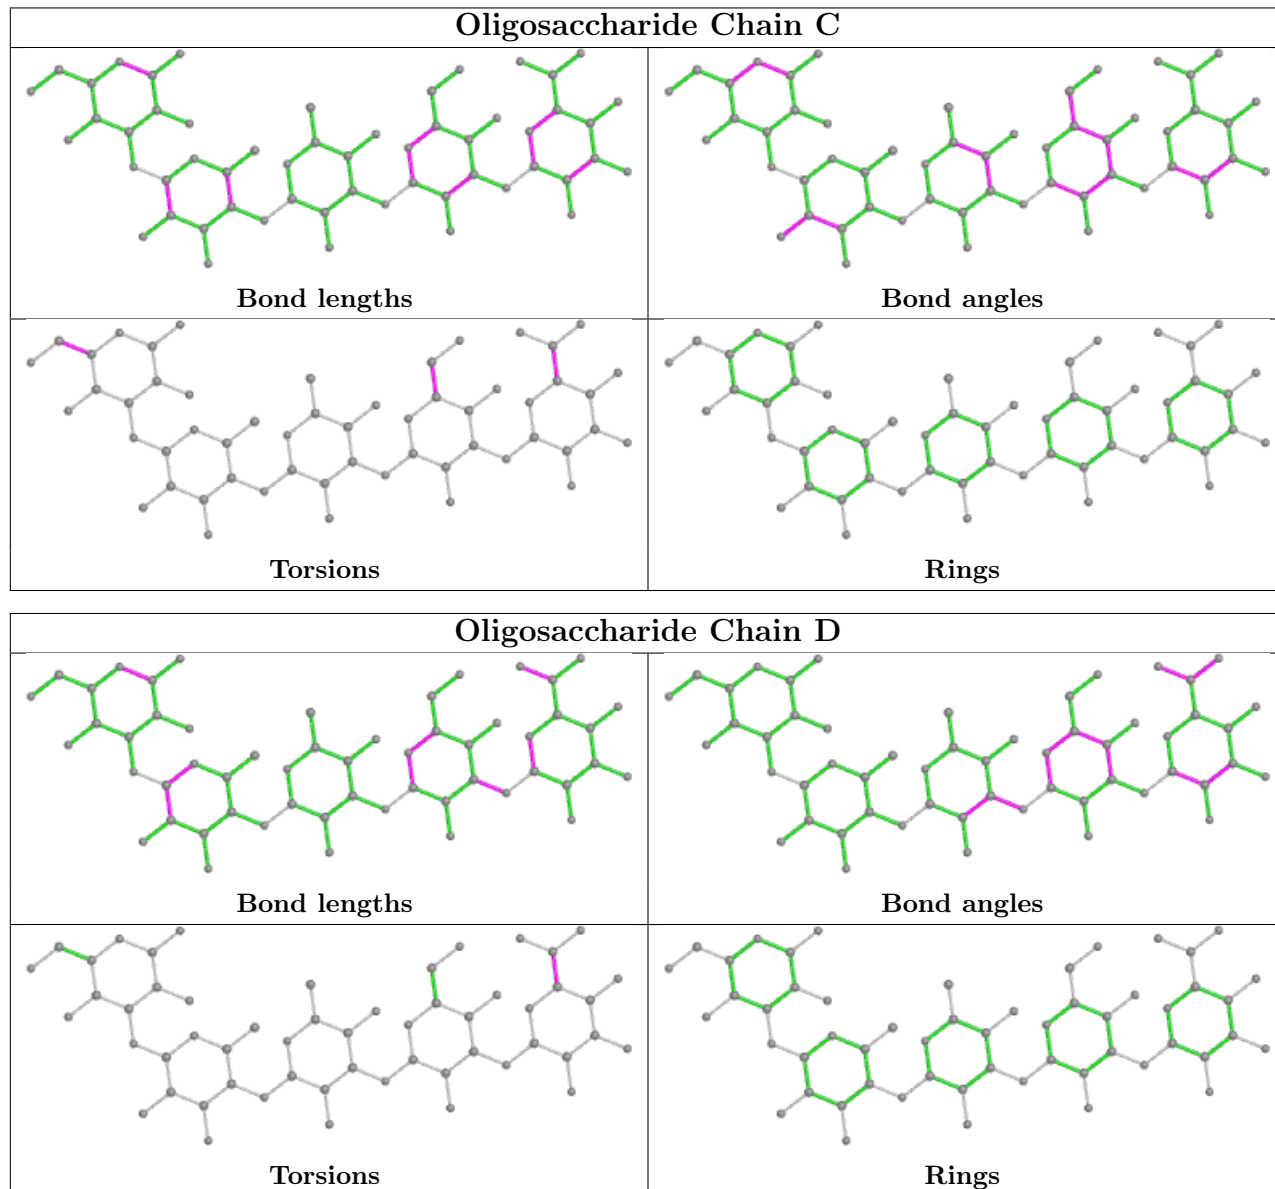 Oligosaccharide Chain C
Bond lengths
Bond angles
Torsions
Rings
Oligosaccharide Chain D
Bond lengths
Bond angles
Torsions
Rings